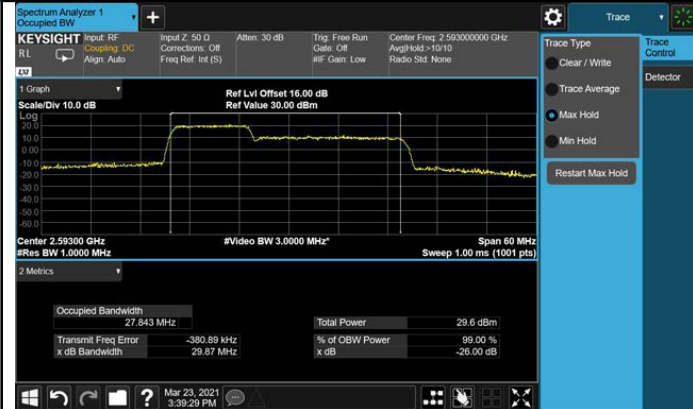 Spectrum Analyzer 1
Occupied BW
+
Trace
KEYSIGHT
RL
LXI
Input: RF
Coupling: DC
Align: Auto
Input Z: 50 Ω
Corrections: Off
Freq Ref: Int (S)
Atten: 30 dB
Trig: Free Run
Gate: Off
#IF Gain: Low
Center Freq: 2.593000000 GHz
Avg|Hold:>10/10
Radio Std: None
Trace Type
Clear / Write
Trace Average
Max Hold
Min Hold
Restart Max Hold
Trace Control
Detector
1 Graph
Scale/Div 10.0 dB
Ref Lvl Offset 16.00 dB
Ref Value 30.00 dBm
Log
20.0
10.0
0.00
-10.0
-20.0
-30.0
-40.0
-50.0
-60.0
Center 2.59300 GHz
#Res BW 1.0000 MHz
#Video BW 3.0000 MHz*
Span 60 MHz
Sweep 1.00 ms (1001 pts)
2 Metrics
Occupied Bandwidth
27.843 MHz
Transmit Freq Error -380.89 kHz
x dB Bandwidth 29.87 MHz
Total Power 29.6 dBm
% of OBW Power 99.00 %
x dB -26.00 dB
?
Mar 23, 2021
3:39:29 PM